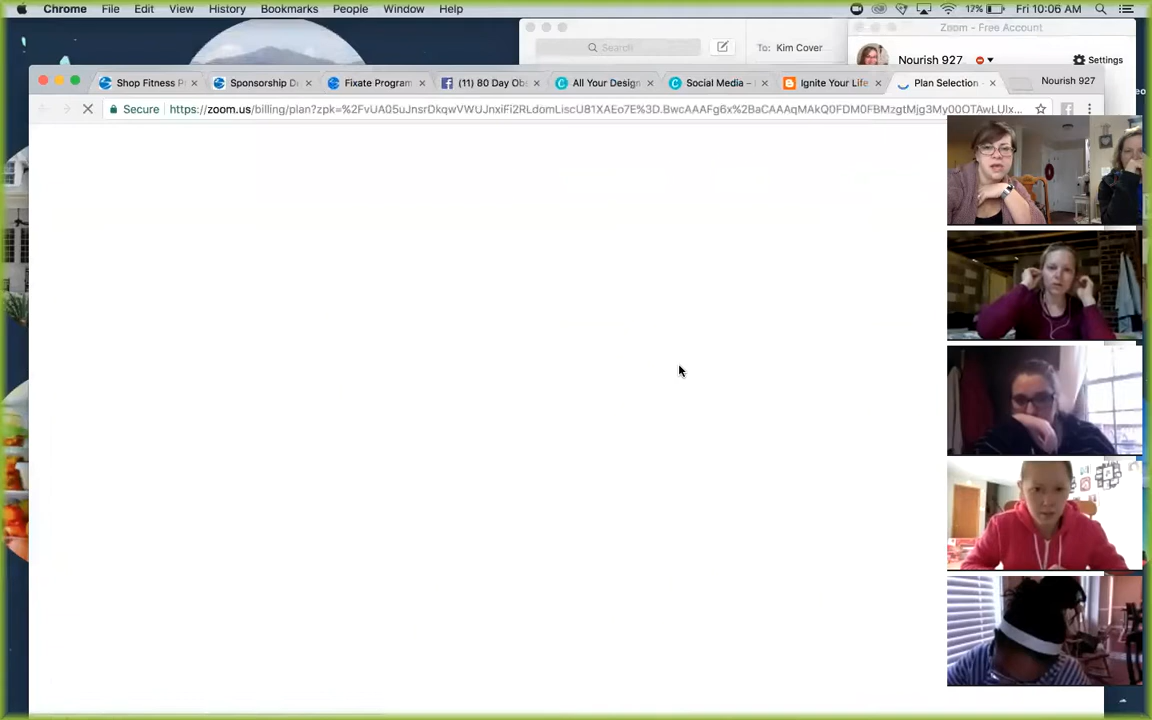 Chrome File Edit View History Bookmarks People Window Help 17% Fri 10:06 AM
Zoom - Free Account
Search To: Kim Cover Nourish 927 Settings
Shop Fitness P Sponsorship D Fixate Program (11) 80 Day Ob All Your Design Social Media – Ignite Your Life Plan Selection Nourish 927
Secure